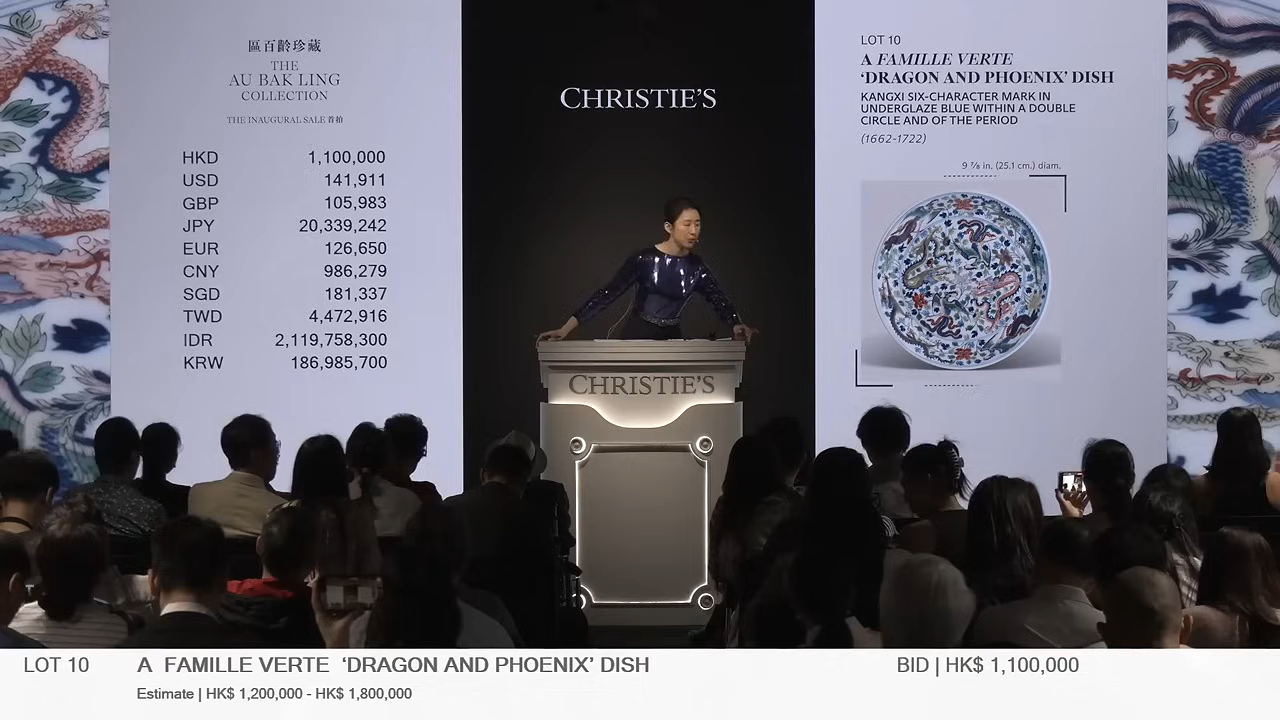 區百齡珍藏
THE
AU BAK LING
COLLECTION
THE INAUGURAL SALE 首拍
HKD 1,100,000
USD 141,911
GBP 105,983
JPY 20,339,242
EUR 126,650
CNY 986,279
SGD 181,337
TWD 4,472,916
IDR 2,119,758,300
KRW 186,985,700
CHRISTIE'S
CHRISTIE'S
LOT 10
A FAMILLE VERTE
‘DRAGON AND PHOENIX’ DISH
KANGXI SIX-CHARACTER MARK IN
UNDERGLAZE BLUE WITHIN A DOUBLE
CIRCLE AND OF THE PERIOD
(1662-1722)
9 ⅞ in. (25.1 cm.) diam.
LOT 10 A FAMILLE VERTE ‘DRAGON AND PHOENIX’ DISH BID | HK$ 1,100,000
Estimate | HK$ 1,200,000 - HK$ 1,800,000